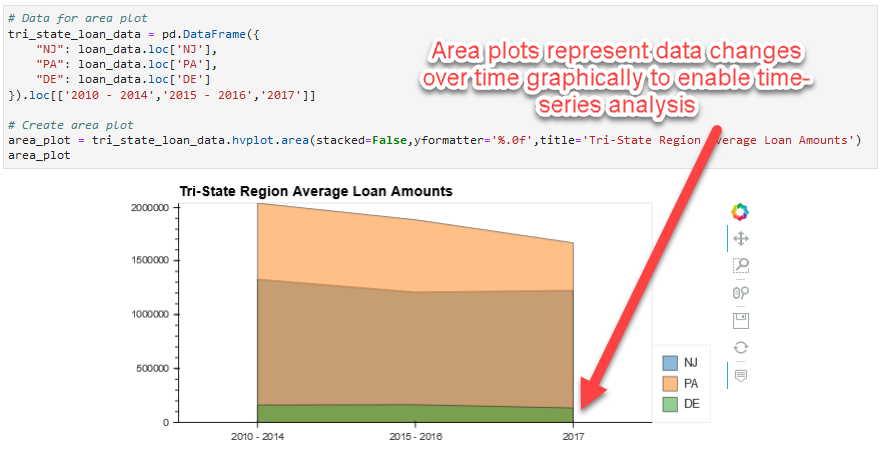 # Data for area plot
tri_state_loan_data = pd.DataFrame({
"NJ": loan_data.loc['NJ'],
"PA": loan_data.loc['PA'],
"DE": loan_data.loc['DE']
}).loc[['2010 - 2014','2015 - 2016','2017']]
Area plots represent data changes
over time graphically to enable time-
series analysis
# Create area plot
area_plot = tri_state_loan_data.hvplot.area(stacked=False,yformatter='%.0f',title='Tri-State Region Average Loan Amounts')
area_plot
Tri-State Region Average Loan Amounts
2000000
1500000
1000000
500000
0
2010 - 2014
2015 - 2016
2017
NJ
PA
DE